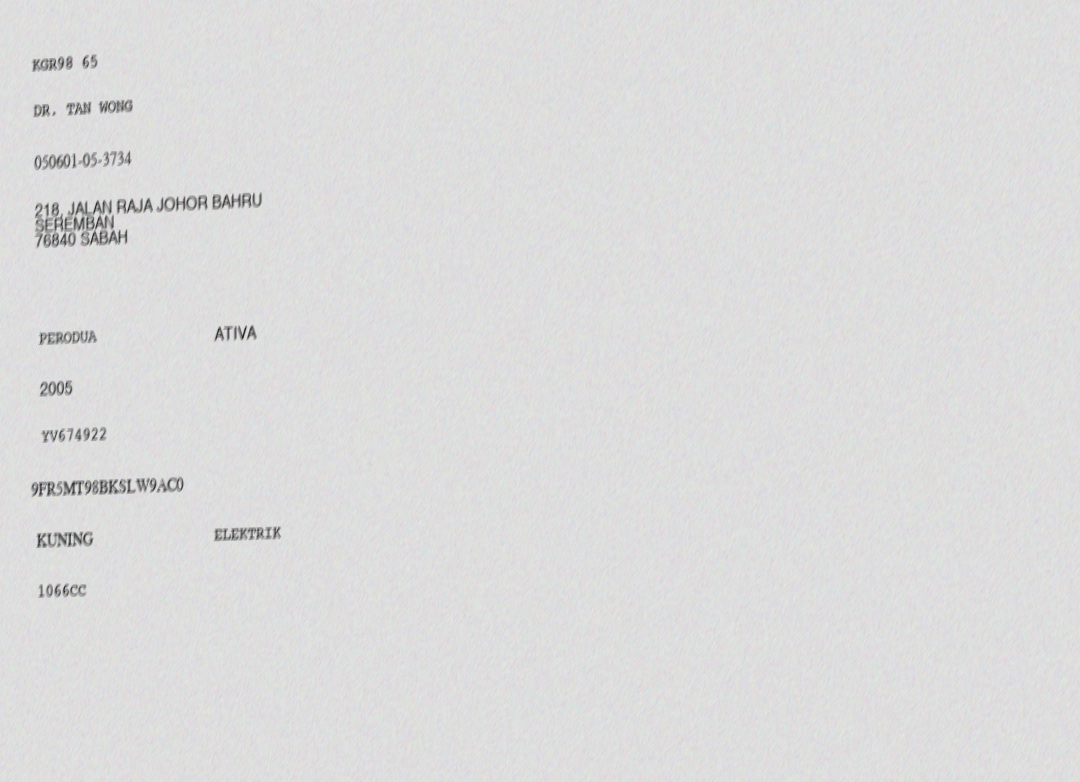 KGR98 65
DR. TAN WONG
050601-05-3734
218, JALAN RAJA JOHOR BAHRU
SEREMBAN
76840 SABAH
PERODUA ATIVA
2005
YV674922
9FR5MT98BKSLW9AC0
KUNING ELEKTRIK
1066CC